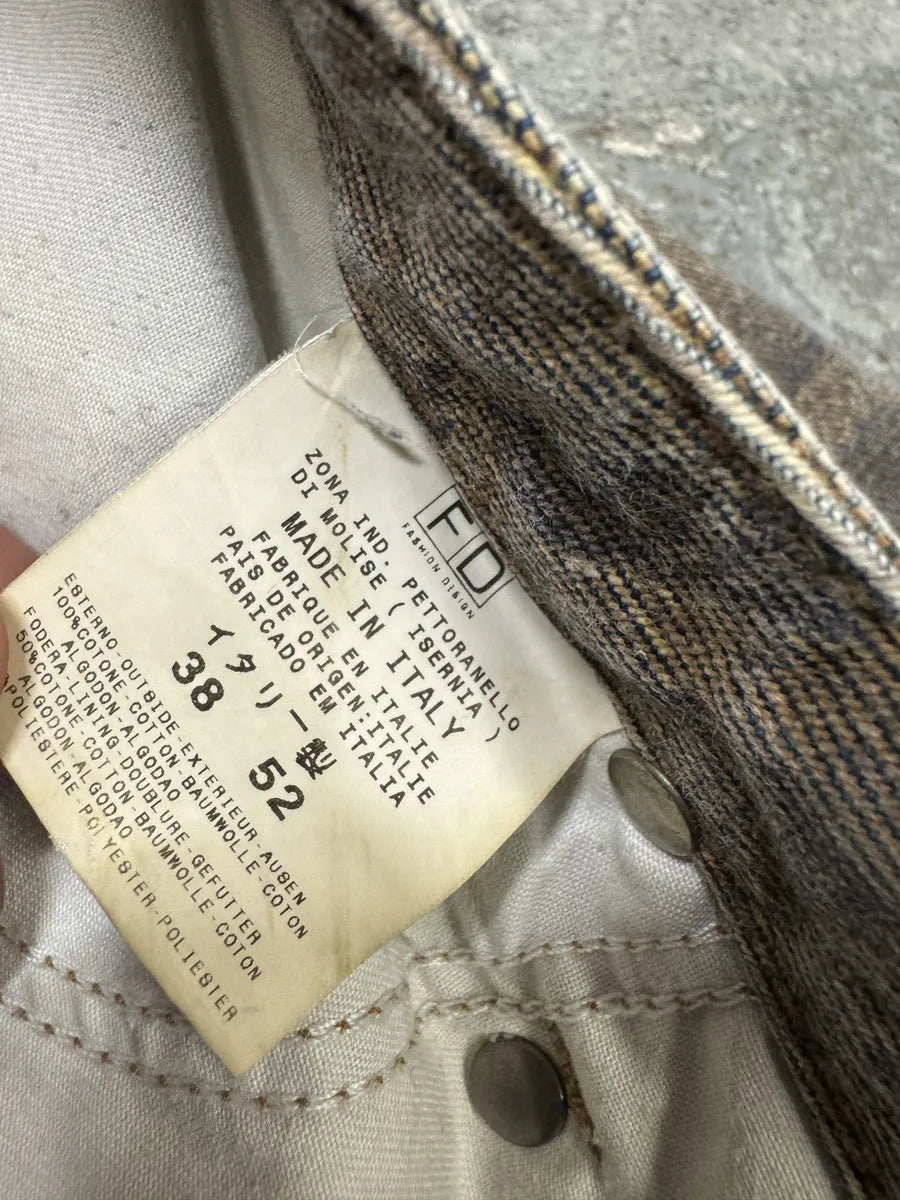 FD
FASHION DESIGN
ZONA IND. PETTORANELLO
DI MOLISE ( ISERNIA )
MADE IN ITALY
FABRIQUE EN ITALIE
PAIS DE ORIGEN:ITALIE
FABRICADO EM :ITALIA
イタリー製
38 52
ESTERNO-OUTSIDE-EXTERIEUR-AUSEN
100%COTONE-COTTON-BAUMWOLLE-COTON
ALGODON-ALGODAO
FODERA-LINING-DOUBLURE-GEFUTTER
50%COTONE-COTTON-BAUMWOLLE-COTON
ALGODON-ALGODAO
POLIESTERE-POLYESTER-POLIESTER